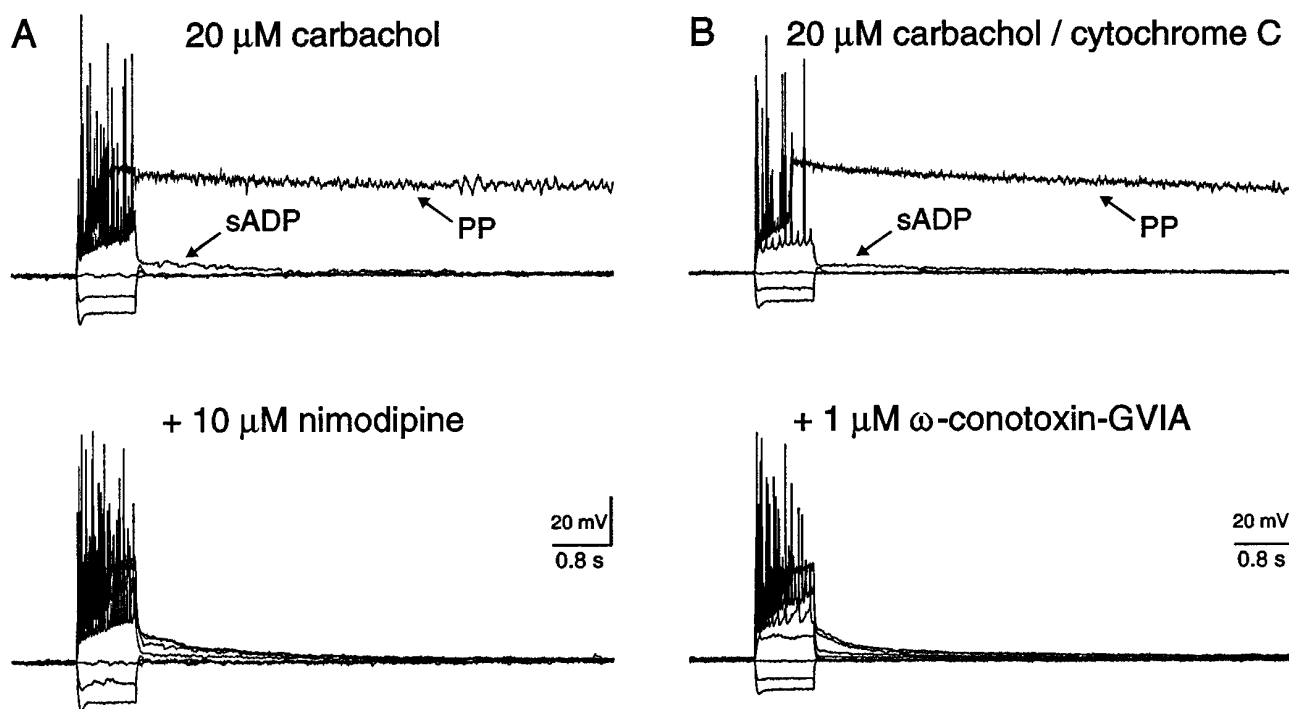 A
20 μM carbachol
sADP
PP
+ 10 μM nimodipine
20 mV
0.8 s
B
20 μM carbachol / cytochrome C
sADP
PP
+ 1 μM ω-conotoxin-GVIA
20 mV
0.8 s